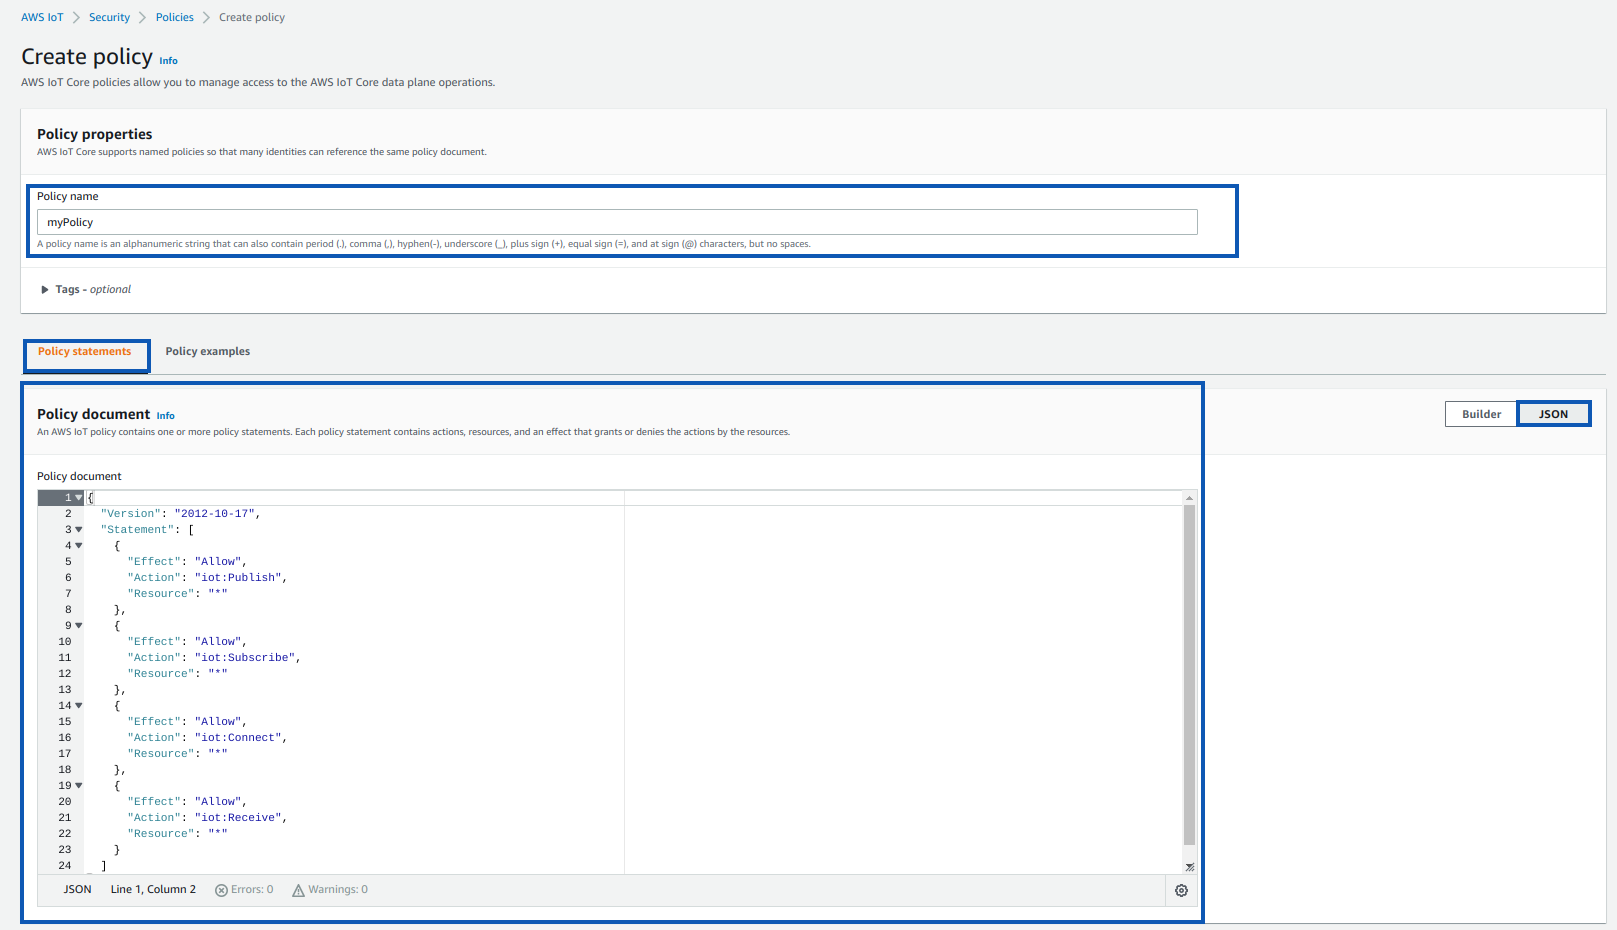 AWS IoT > Security > Policies > Create policy
Create policy Info
AWS IoT Core policies allow you to manage access to the AWS IoT Core data plane operations.
Policy properties
AWS IoT Core supports named policies so that many identities can reference the same policy document.
Policy name
myPolicy
A policy name is an alphanumeric string that can also contain period (.), comma (,), hyphen(-), underscore (_), plus sign (+), equal sign (=), and at sign (@) characters, but no spaces.
Tags - optional
Policy statements Policy examples
Policy document Info
An AWS IoT policy contains one or more policy statements. Each policy statement contains actions, resources, and an effect that grants or denies the actions by the resources.
Builder JSON
Policy document
1 {
2   "Version": "2012-10-17",
3   "Statement": [
4     {
5       "Effect": "Allow",
6       "Action": "iot:Publish",
7       "Resource": "*"
8     },
9     {
10       "Effect": "Allow",
11       "Action": "iot:Subscribe",
12       "Resource": "*"
13     },
14     {
15       "Effect": "Allow",
16       "Action": "iot:Connect",
17       "Resource": "*"
18     },
19     {
20       "Effect": "Allow",
21       "Action": "iot:Receive",
22       "Resource": "*"
23     }
24   ]
JSON Line 1, Column 2 Errors: 0 Warnings: 0